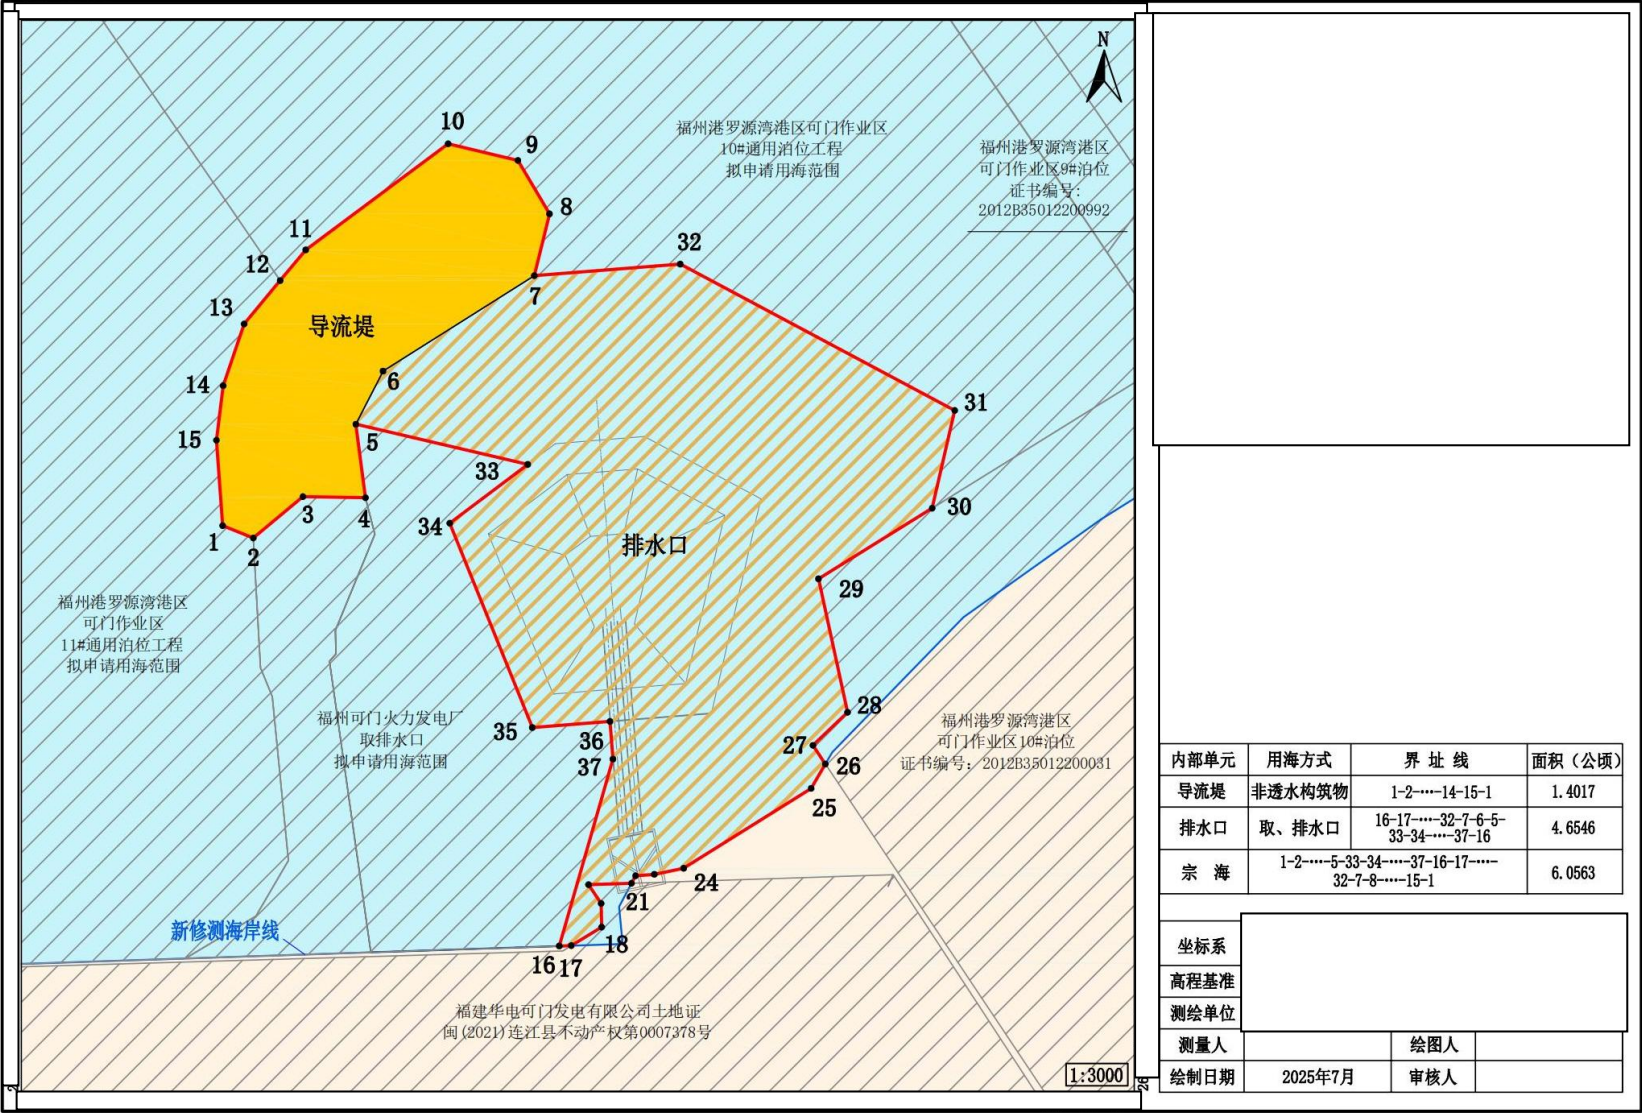 N
10
9
8
11
12
13
14
15
7
32
导流堤
6
5
33
31
30
34
3
4
1
2
排水口
29
28
35
36
37
27
26
25
24
21
18
16
17
福州港罗源湾港区可门作业区
10#通用泊位工程
拟申请用海范围
福州港罗源湾港区
可门作业区9#泊位
证书编号:
2012B35012200992
福州港罗源湾港区
可门作业区
11#通用泊位工程
拟申请用海范围
福州可门火力发电厂
取排水口
拟申请用海范围
福州港罗源湾港区
可门作业区10#泊位
证书编号: 2012B35012200031
新修测海岸线
福建华电可门发电有限公司土地证
闽(2021)连江县不动产权第0007378号
1:3000
内部单元 用海方式 界 址 线 面积（公顷）
导流堤 非透水构筑物 1-2-…-14-15-1 1.4017
排水口 取、排水口 16-17-…-32-7-6-5-
33-34-…-37-16 4.6546
宗 海 1-2-…-5-33-34-…-37-16-17-…-
32-7-8-…-15-1 6.0563
坐标系
高程基准
测绘单位
测量人 绘图人
绘制日期 2025年7月 审核人